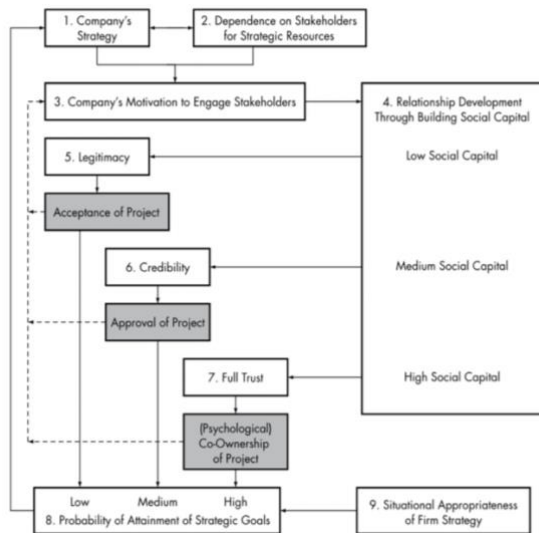 1. Company's
Strategy
2. Dependence on Stakeholders
for Strategic Resources
3. Company's Motivation to Engage Stakeholders
4. Relationship Development
Through Building Social Capital
5. Legitimacy
Low Social Capital
Acceptance of Project
6. Credibility
Medium Social Capital
Approval of Project
7. Full Trust
High Social Capital
(Psychological)
Co-Ownership
of Project
Low
Medium
High
8. Probability of Attainment of Strategic Goals
9. Situational Appropriateness
of Firm Strategy